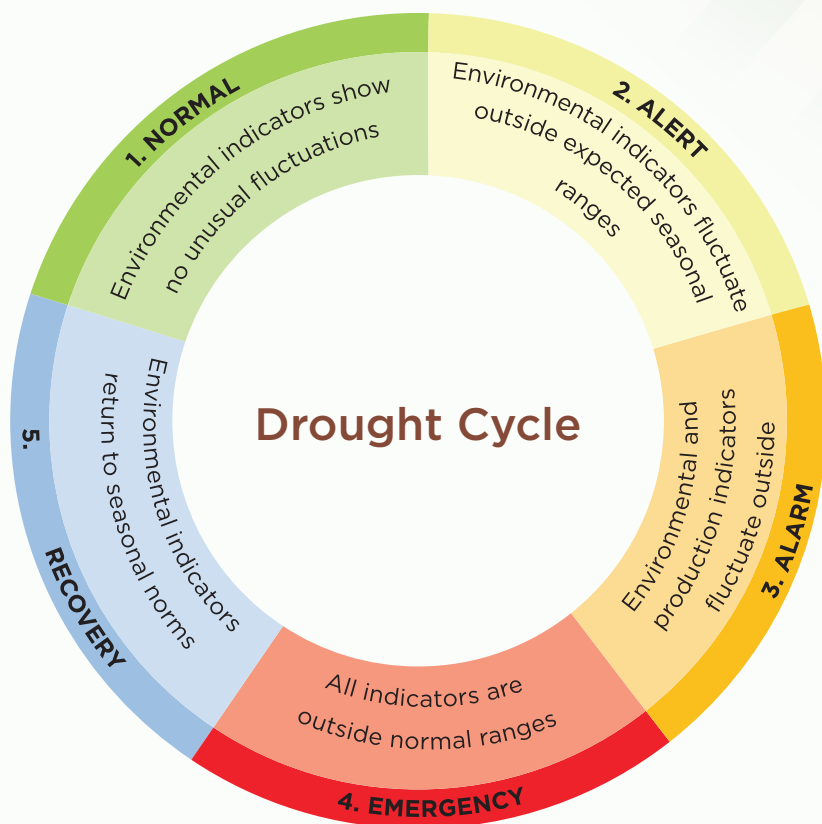 Drought Cycle
1. NORMAL
Environmental indicators show
no unusual fluctuations
2. ALERT
Environmental indicators fluctuate
outside expected seasonal
ranges
3. ALARM
Environmental and
production indicators
fluctuate outside
4. EMERGENCY
All indicators are
outside normal ranges
5.
RECOVERY
Environmental indicators
return to seasonal norms